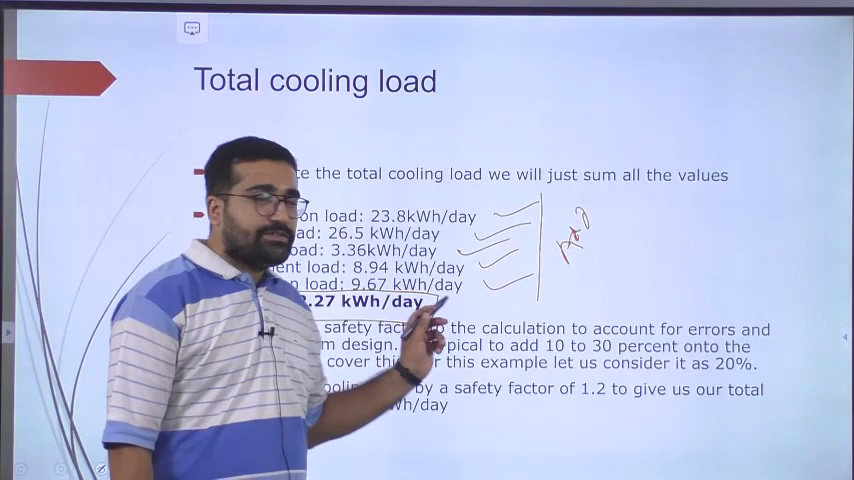 Total cooling load
te the total cooling load we will just sum all the values
on load: 23.8kWh/day
ad: 26.5 kWh/day
oad: 3.36kWh/day
ent load: 8.94 kWh/day
n load: 9.67 kWh/day
2.27 kWh/day
safety fact to the calculation to account for errors and
m design. pical to add 10 to 30 percent onto the
cover thi r this example let us consider it as 20%.
oolin by a safety factor of 1.2 to give us our total
Wh/day